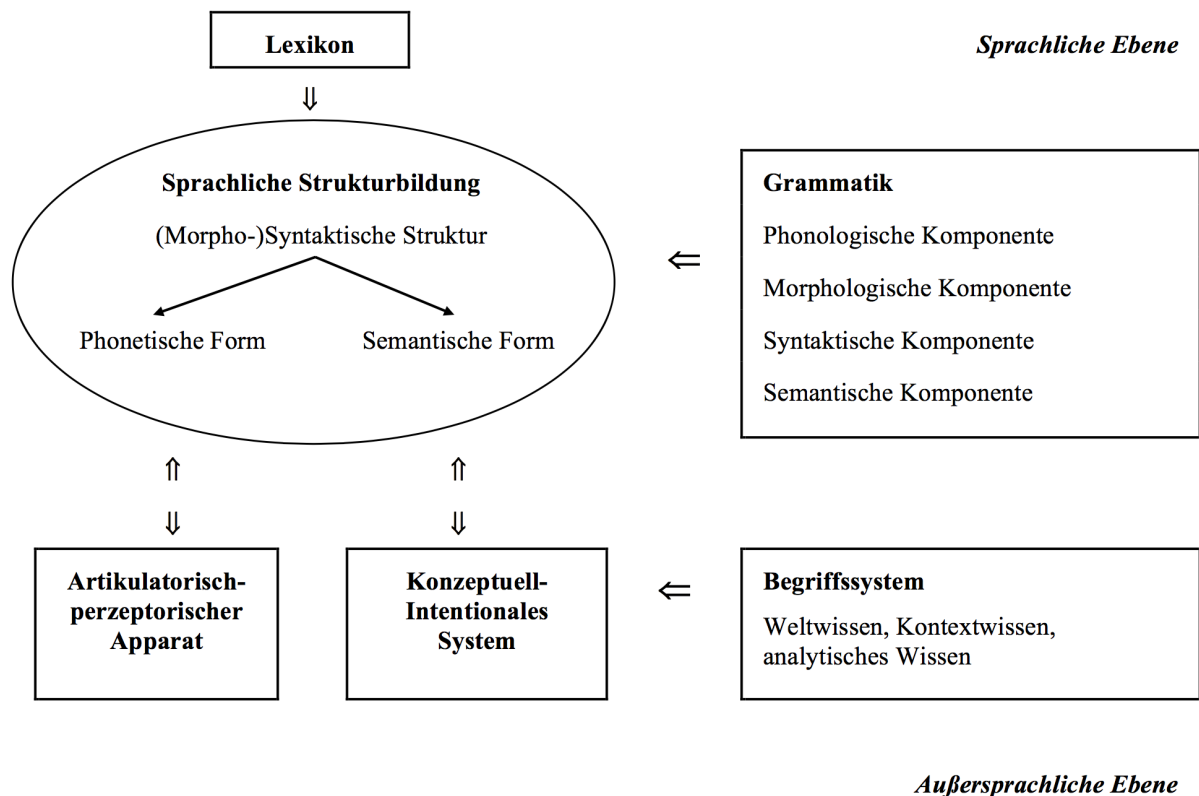 Lexikon
Sprachliche Ebene
Sprachliche Strukturbildung
(Morpho-)Syntaktische Struktur
Phonetische Form
Semantische Form
Grammatik
Phonologische Komponente
Morphologische Komponente
Syntaktische Komponente
Semantische Komponente
Artikulatorisch-
perzeptorischer
Apparat
Konzeptuell-
Intentionales
System
Begriffssystem
Weltwissen, Kontextwissen,
analytisches Wissen
Außersprachliche Ebene